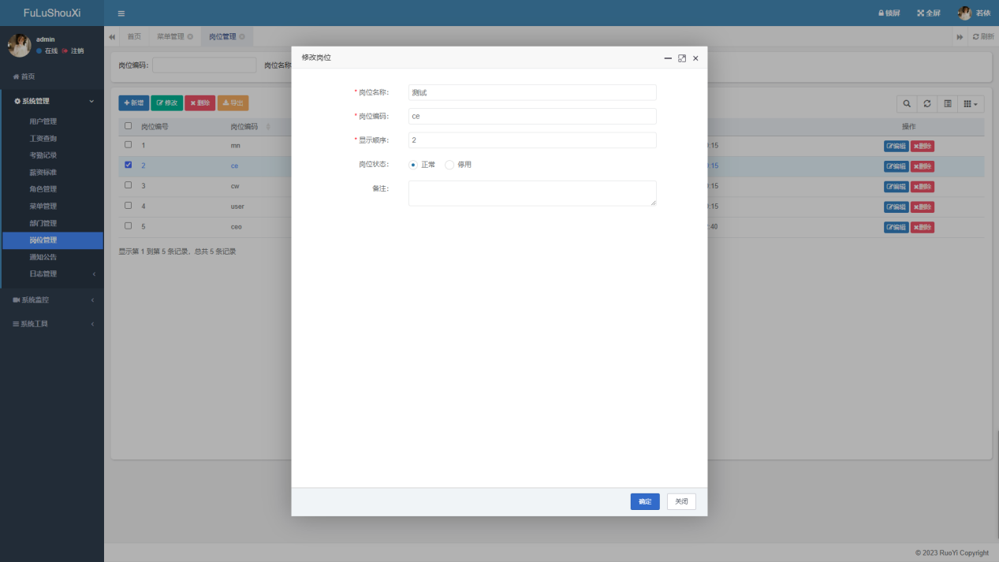 FuLuShouXi
锁屏 全屏 若依
admin
在线 注销
首页 菜单管理 岗位管理 刷新
首页
系统管理
用户管理
工资查询
考勤记录
薪资标准
角色管理
菜单管理
部门管理
岗位管理
通知公告
日志管理
系统监控
系统工具
岗位编码: 岗位名称
新增 修改 删除 导出
岗位编号 岗位编码 操作
1 mn :15 编辑 删除
2 ce :15 编辑 删除
3 cw :15 编辑 删除
4 user :15 编辑 删除
5 ceo :40 编辑 删除
显示第 1 到第 5 条记录,总共 5 条记录
修改岗位
* 岗位名称: 测试
* 岗位编码: ce
* 显示顺序: 2
岗位状态: 正常 停用
备注:
确定 关闭
© 2023 RuoYi Copyright